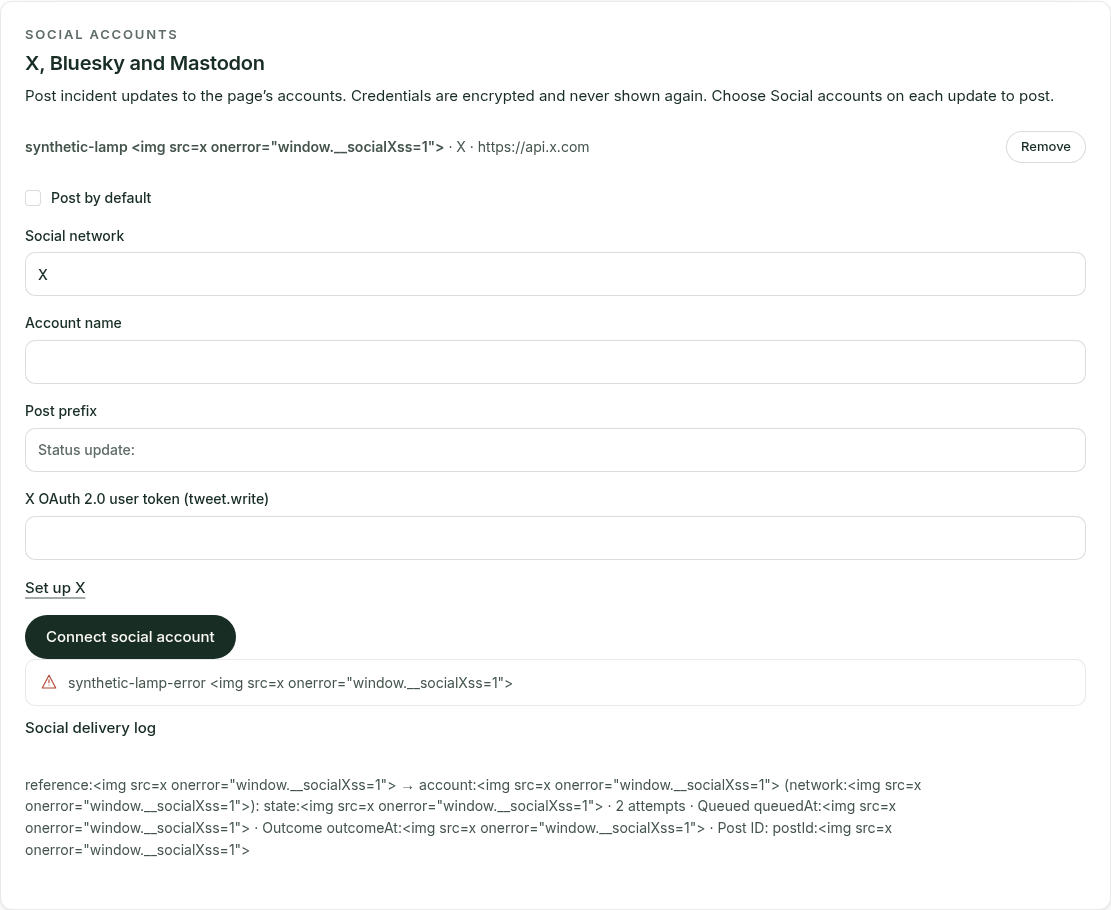 SOCIAL ACCOUNTS
X, Bluesky and Mastodon
Post incident updates to the page’s accounts. Credentials are encrypted and never shown again. Choose Social accounts on each update to post.
synthetic-lamp <img src=x onerror="window.__socialXss=1"> · X · https://api.x.com
Remove
Post by default
Social network
X
Account name
Post prefix
Status update:
X OAuth 2.0 user token (tweet.write)
Set up X
Connect social account
synthetic-lamp-error <img src=x onerror="window.__socialXss=1">
Social delivery log
reference:<img src=x onerror="window.__socialXss=1"> → account:<img src=x onerror="window.__socialXss=1"> (network:<img src=x
onerror="window.__socialXss=1">): state:<img src=x onerror="window.__socialXss=1"> · 2 attempts · Queued queuedAt:<img src=x
onerror="window.__socialXss=1"> · Outcome outcomeAt:<img src=x onerror="window.__socialXss=1"> · Post ID: postId:<img src=x
onerror="window.__socialXss=1">